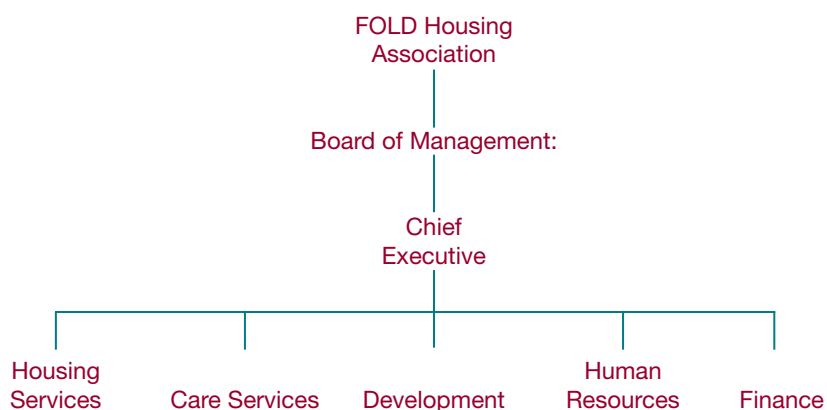 FOLD Housing
Association
Board of Management:
Chief
Executive
Housing
Services
Care Services
Development
Human
Resources
Finance